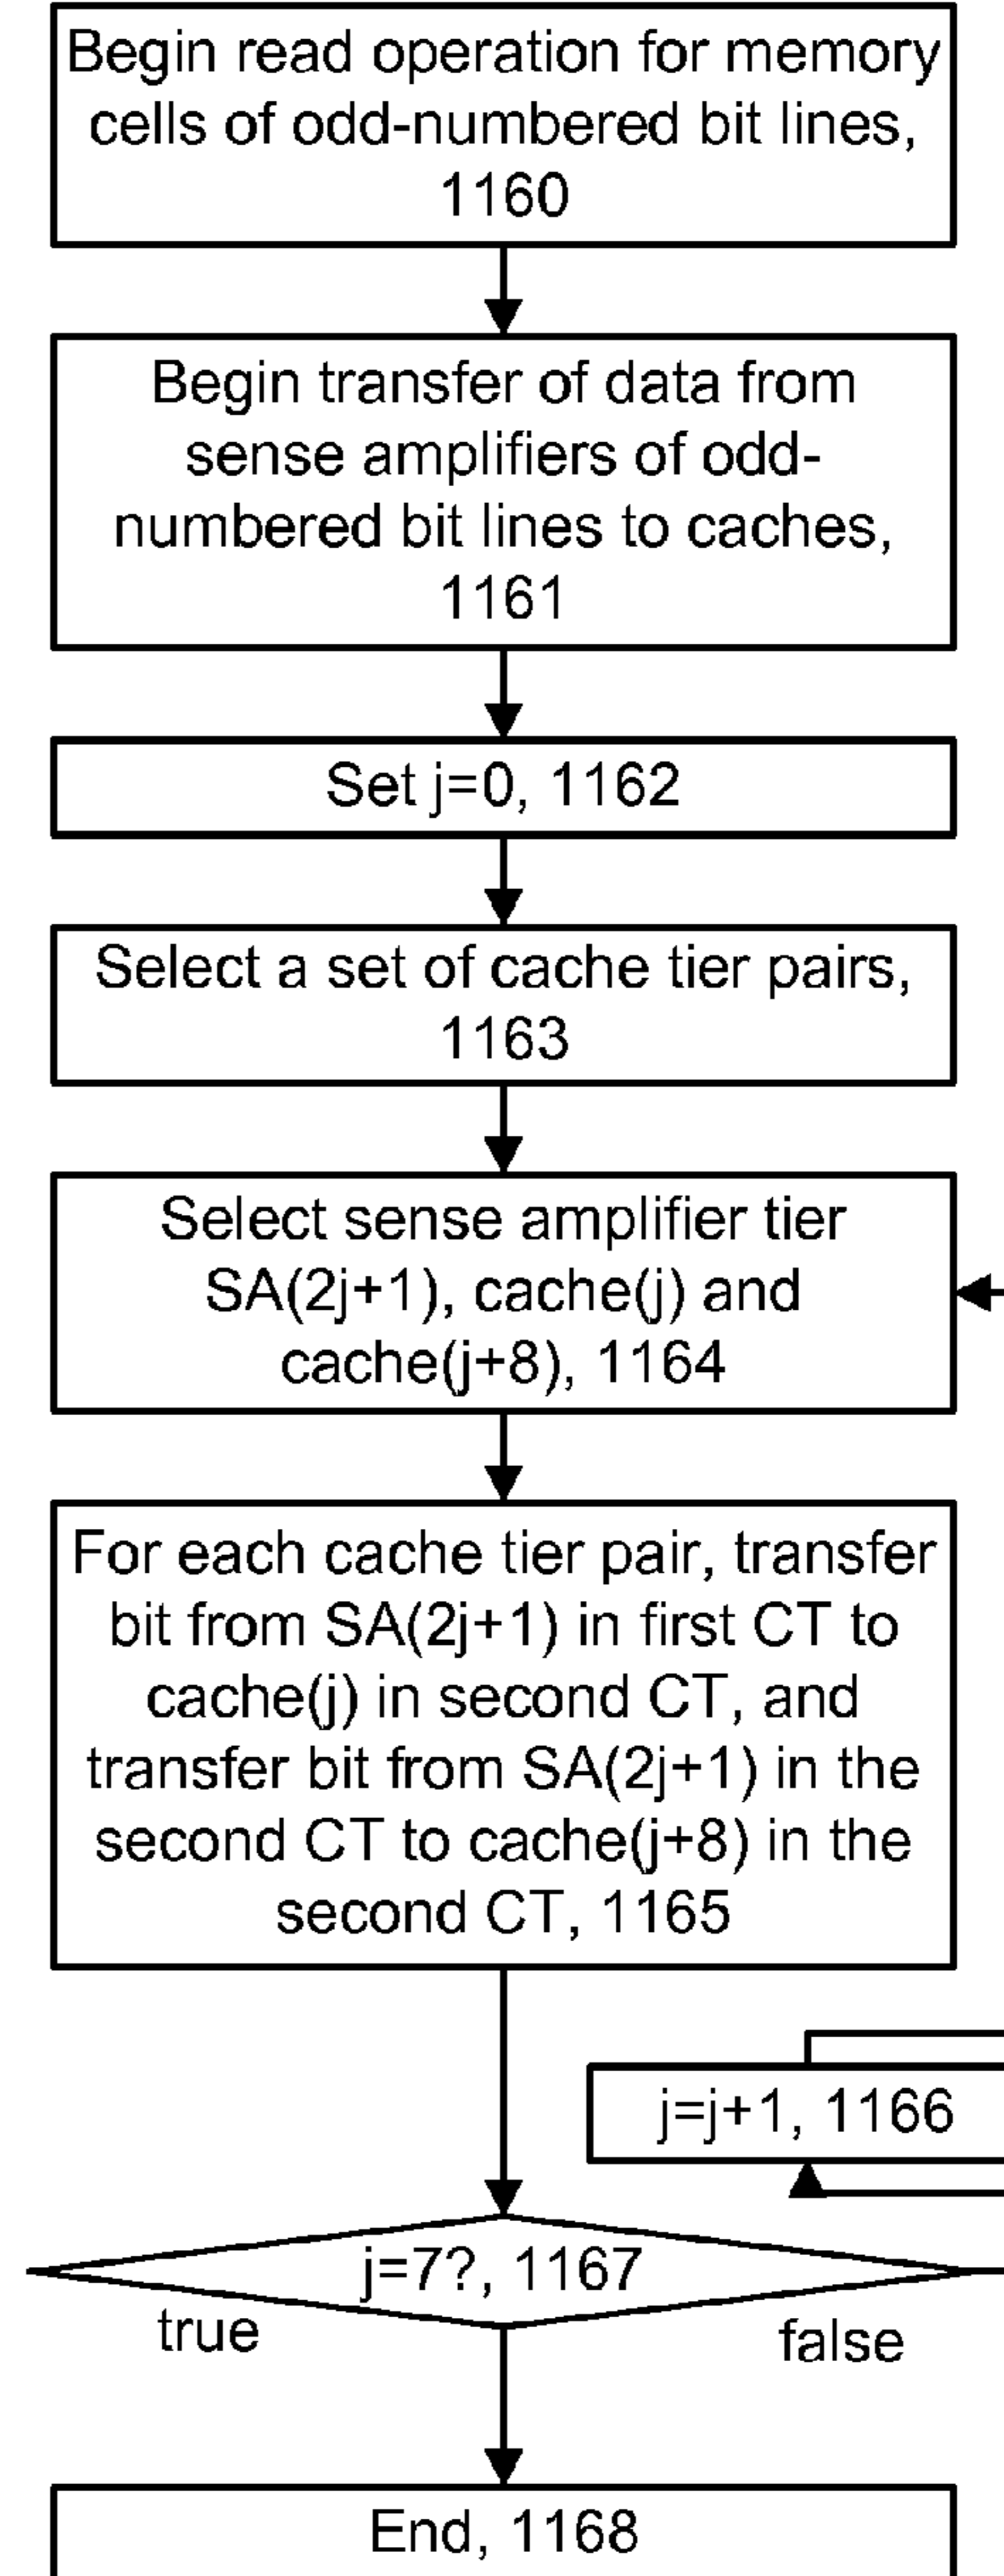 Begin read operation for memory
cells of odd-numbered bit lines,
1160
Begin transfer of data from
sense amplifiers of odd-
numbered bit lines to caches,
1161
Set j=0, 1162
Select a set of cache tier pairs,
1163
Select sense amplifier tier
SA(2j+1), cache(j) and
cache(j+8), 1164
For each cache tier pair, transfer
bit from SA(2j+1) in first CT to
cache(j) in second CT, and
transfer bit from SA(2j+1) in the
second CT to cache(j+8) in the
second CT, 1165
j=j+1, 1166
j=7?, 1167
true
false
End, 1168